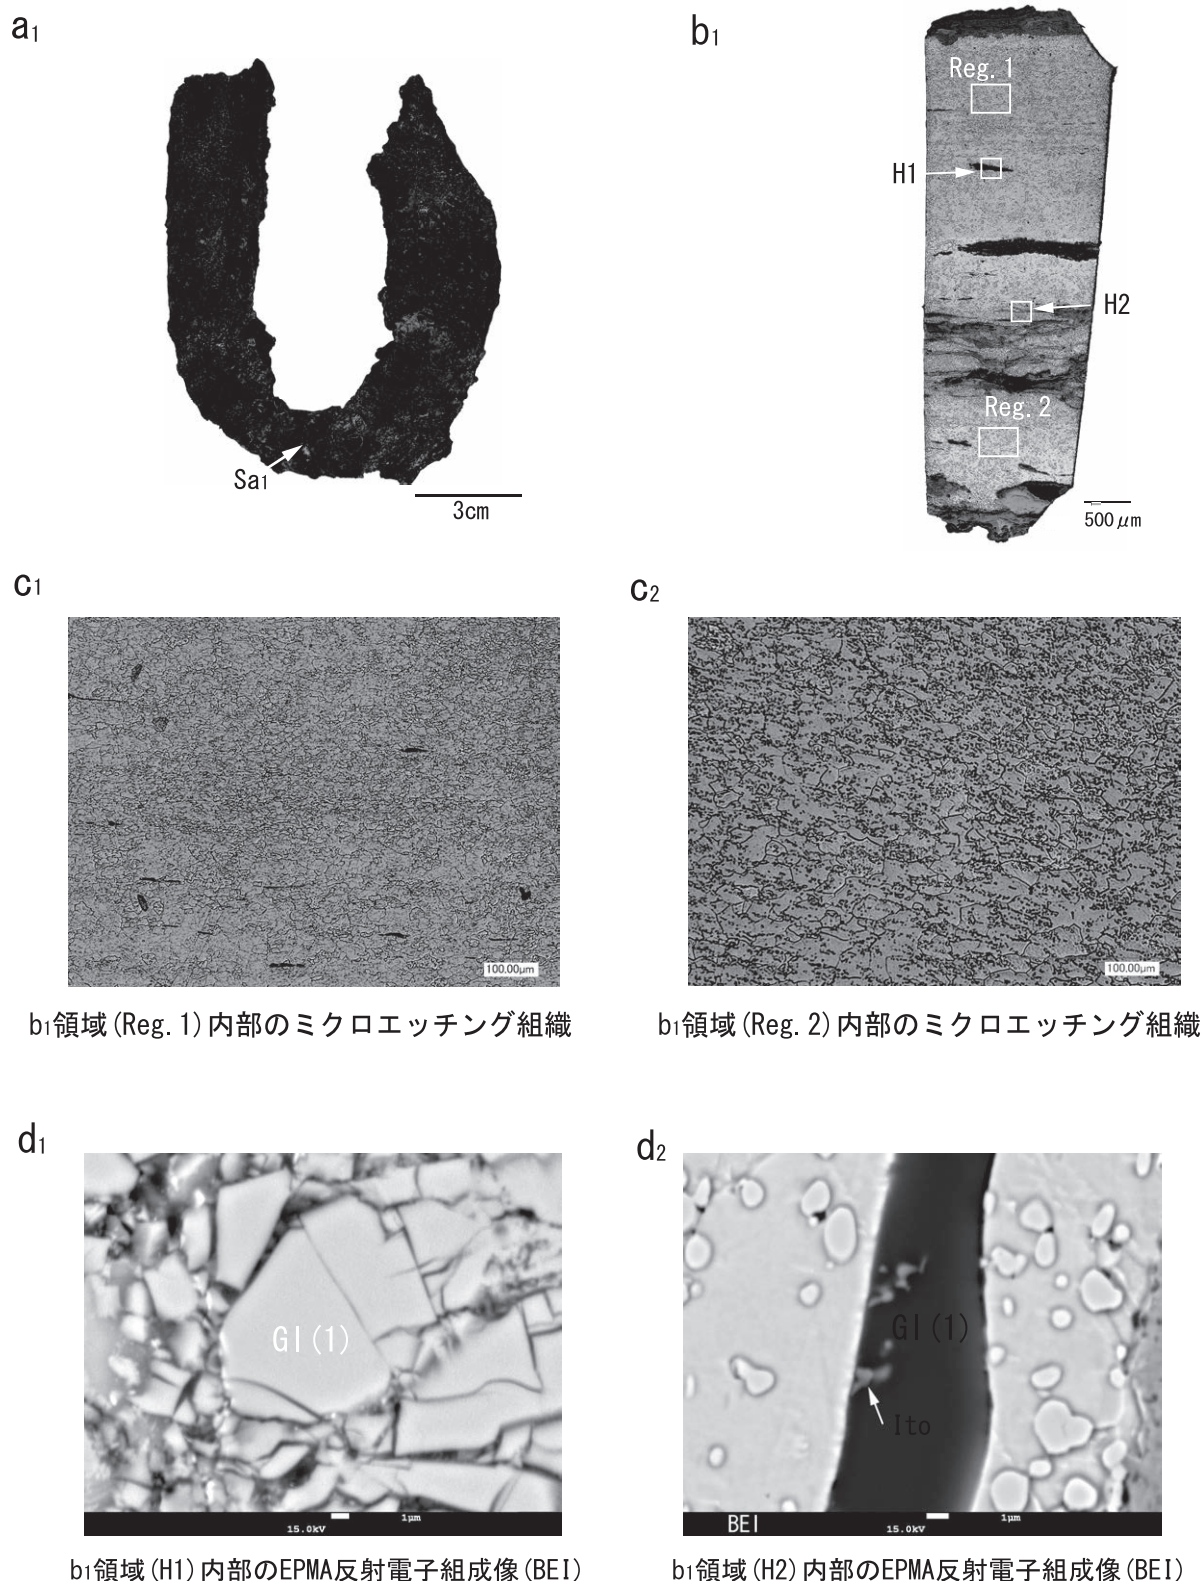 a1
b1
Reg. 1
H1
H2
Reg. 2
Sa1
3cm
500μm
c1
c2
100.00μm
100.00μm
b1領域(Reg. 1)内部のミクロエッチング組織
b1領域(Reg. 2)内部のミクロエッチング組織
d1
d2
Gl(1)
Gl(1)
Ito
15.0kV 1μm
BEI 15.0kV 1μm
b1領域(H1)内部のEPMA反射電子組成像(BEI)
b1領域(H2)内部のEPMA反射電子組成像(BEI)